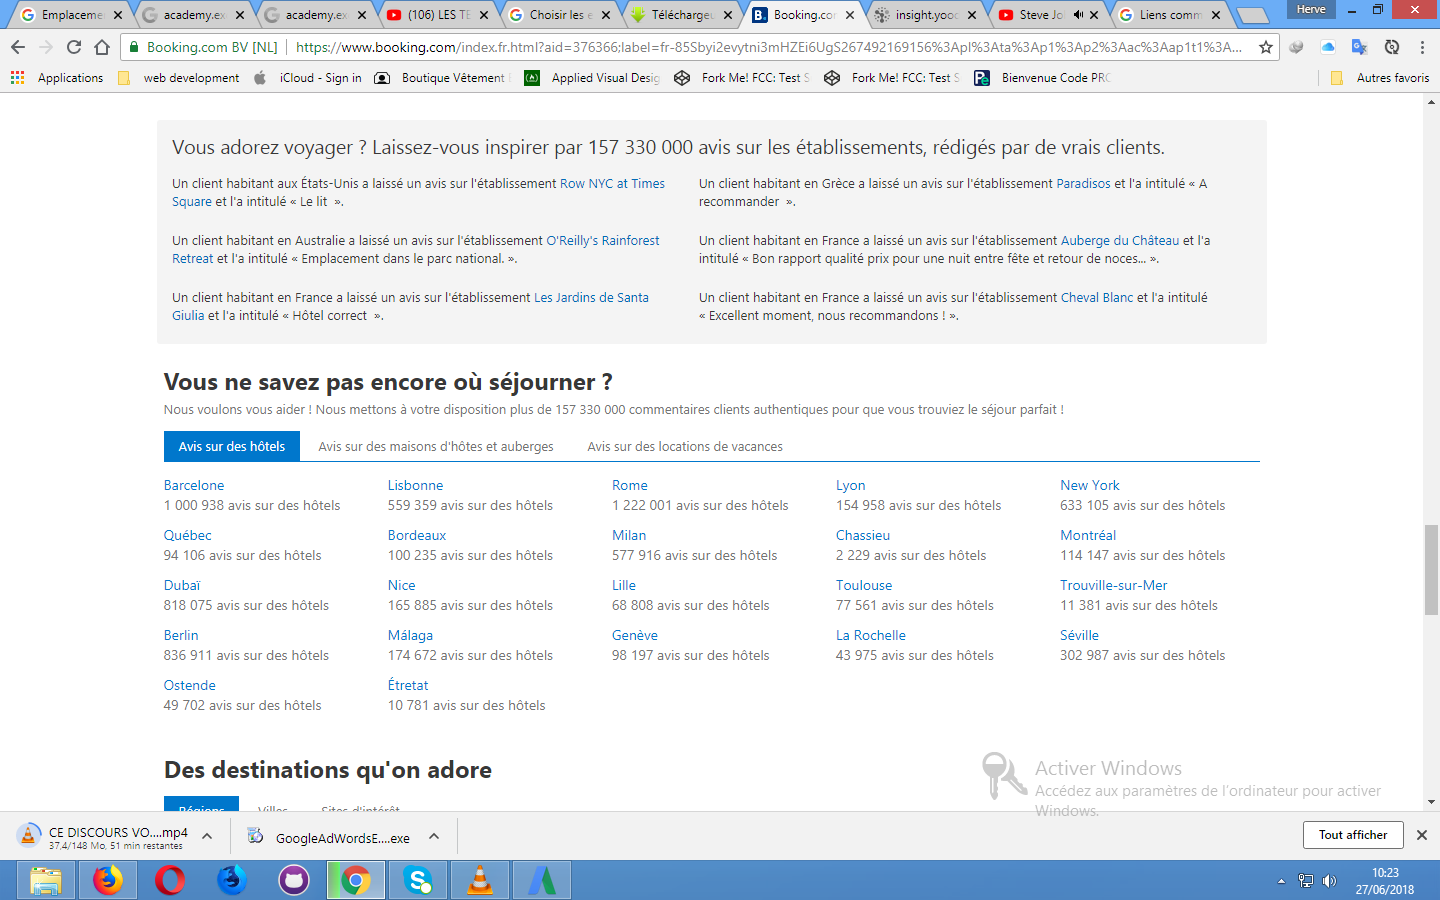 Emplacemen
academy.ex
academy.ex
(106) LES TE
Choisir les e
Téléchargeu
Booking.com
insight.yooc
Steve Jo
Liens comm
Herve
Booking.com BV [NL]
https://www.booking.com/index.fr.html?aid=376366;label=fr-85Sbyi2evytni3mHZEi6UgS267492169156%3Apl%3Ata%3Ap1%3Ap2%3Aac%3Aap1t1%3A...
Applications
web development
iCloud - Sign in
Boutique Vêtement
Applied Visual Desig
Fork Me! FCC: Test S
Fork Me! FCC: Test S
Bienvenue Code PRO
Autres favoris
Vous adorez voyager ? Laissez-vous inspirer par 157 330 000 avis sur les établissements, rédigés par de vrais clients.
Un client habitant aux États-Unis a laissé un avis sur l'établissement Row NYC at Times
Square et l'a intitulé « Le lit ».
Un client habitant en Grèce a laissé un avis sur l'établissement Paradisos et l'a intitulé « A
recommander ».
Un client habitant en Australie a laissé un avis sur l'établissement O'Reilly's Rainforest
Retreat et l'a intitulé « Emplacement dans le parc national. ».
Un client habitant en France a laissé un avis sur l'établissement Auberge du Château et l'a
intitulé « Bon rapport qualité prix pour une nuit entre fête et retour de noces... ».
Un client habitant en France a laissé un avis sur l'établissement Les Jardins de Santa
Giulia et l'a intitulé « Hôtel correct ».
Un client habitant en France a laissé un avis sur l'établissement Cheval Blanc et l'a intitulé
« Excellent moment, nous recommandons ! ».
Vous ne savez pas encore où séjourner ?
Nous voulons vous aider ! Nous mettons à votre disposition plus de 157 330 000 commentaires clients authentiques pour que vous trouviez le séjour parfait !
Avis sur des hôtels
Avis sur des maisons d'hôtes et auberges
Avis sur des locations de vacances
Barcelone
1 000 938 avis sur des hôtels
Lisbonne
559 359 avis sur des hôtels
Rome
1 222 001 avis sur des hôtels
Lyon
154 958 avis sur des hôtels
New York
633 105 avis sur des hôtels
Québec
94 106 avis sur des hôtels
Bordeaux
100 235 avis sur des hôtels
Milan
577 916 avis sur des hôtels
Chassieu
2 229 avis sur des hôtels
Montréal
114 147 avis sur des hôtels
Dubaï
818 075 avis sur des hôtels
Nice
165 885 avis sur des hôtels
Lille
68 808 avis sur des hôtels
Toulouse
77 561 avis sur des hôtels
Trouville-sur-Mer
11 381 avis sur des hôtels
Berlin
836 911 avis sur des hôtels
Málaga
174 672 avis sur des hôtels
Genève
98 197 avis sur des hôtels
La Rochelle
43 975 avis sur des hôtels
Séville
302 987 avis sur des hôtels
Ostende
49 702 avis sur des hôtels
Étretat
10 781 avis sur des hôtels
Des destinations qu'on adore
Régions
Villes
Sites d'intérêt
Activer Windows
Accédez aux paramètres de l'ordinateur pour activer
Windows.
CE DISCOURS VO....mp4
37,4/148 Mo, 51 min restantes
GoogleAdWordsE....exe
Tout afficher
10:23
27/06/2018